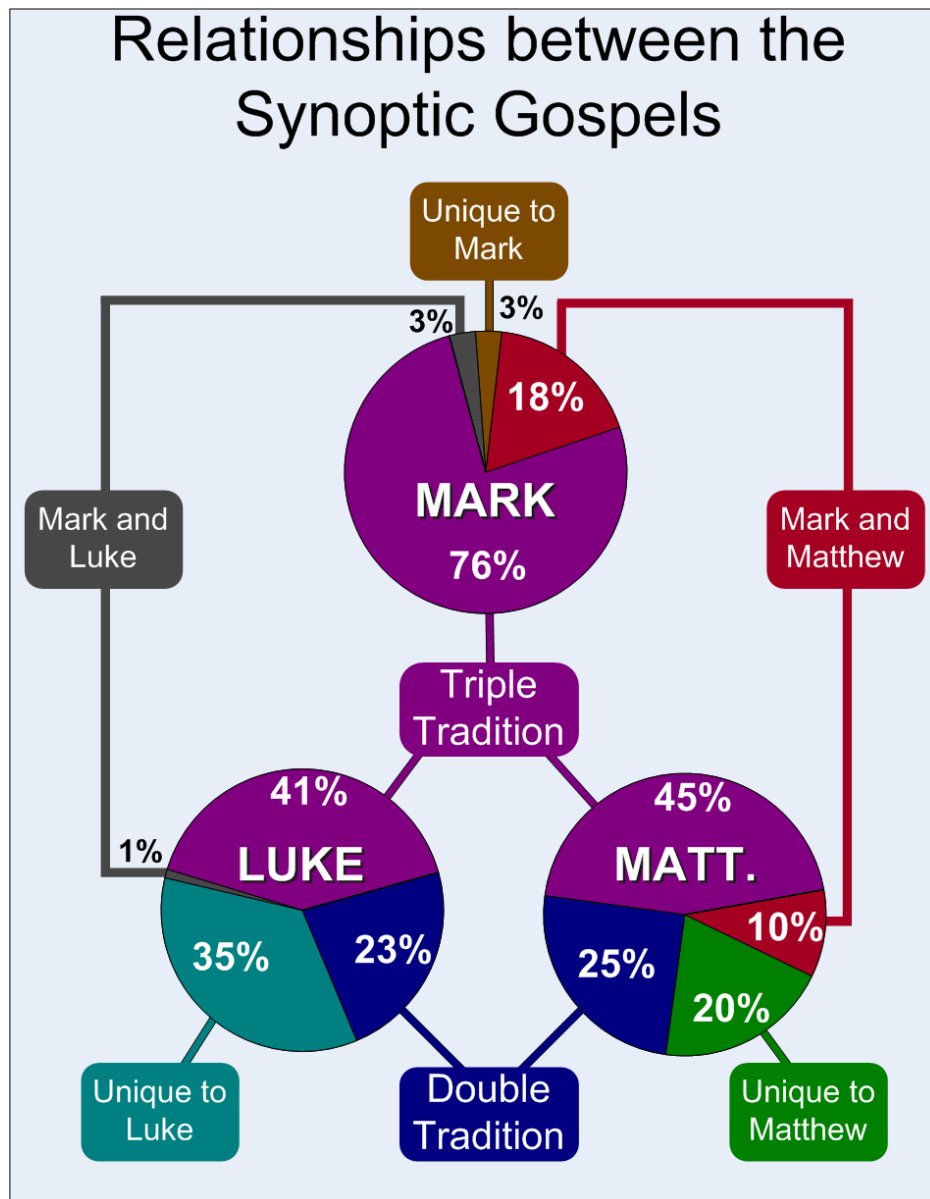 Relationships between the
Synoptic Gospels
Unique to
Mark
3%
3%
18%
MARK
76%
Mark and
Luke
Mark and
Matthew
Triple
Tradition
41%
LUKE
1%
35%
23%
45%
MATT.
10%
25%
20%
Unique to
Luke
Double
Tradition
Unique to
Matthew